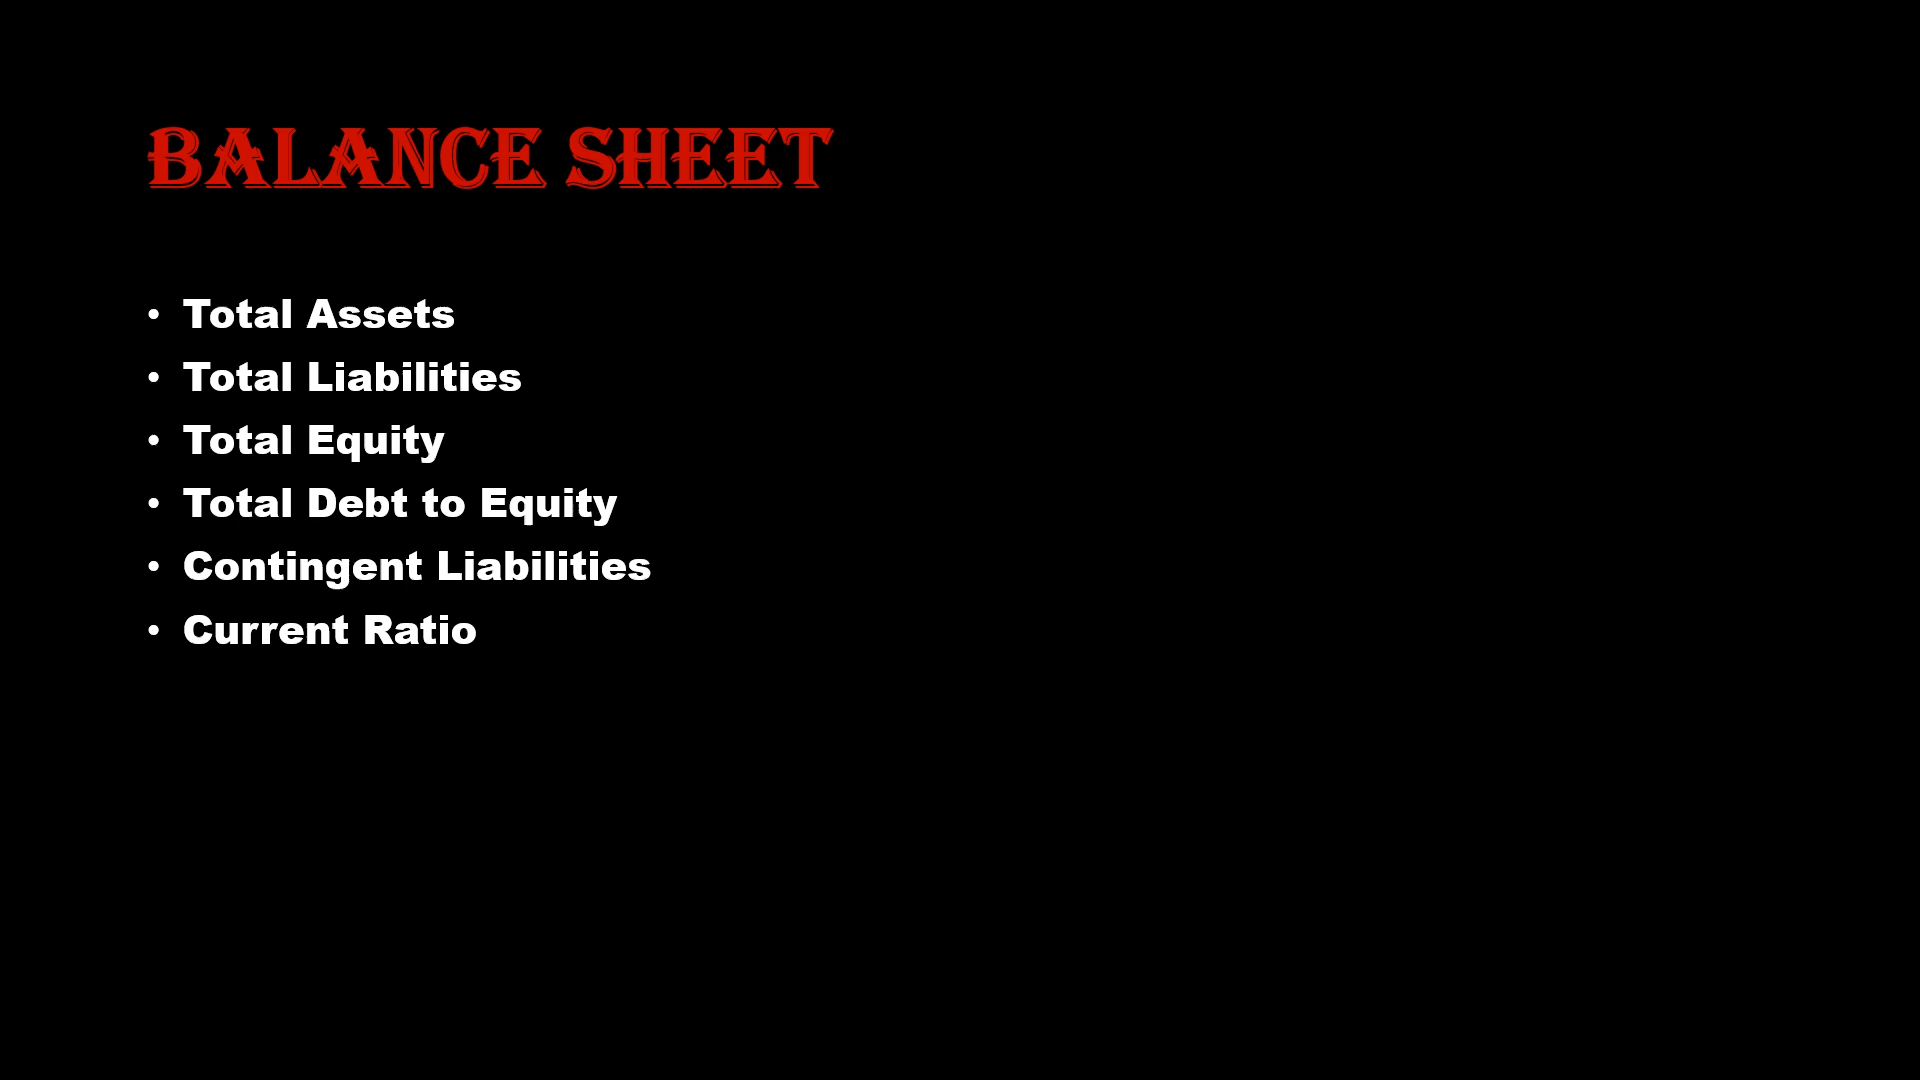 BALANCE SHEET
• Total Assets
• Total Liabilities
• Total Equity
• Total Debt to Equity
• Contingent Liabilities
• Current Ratio